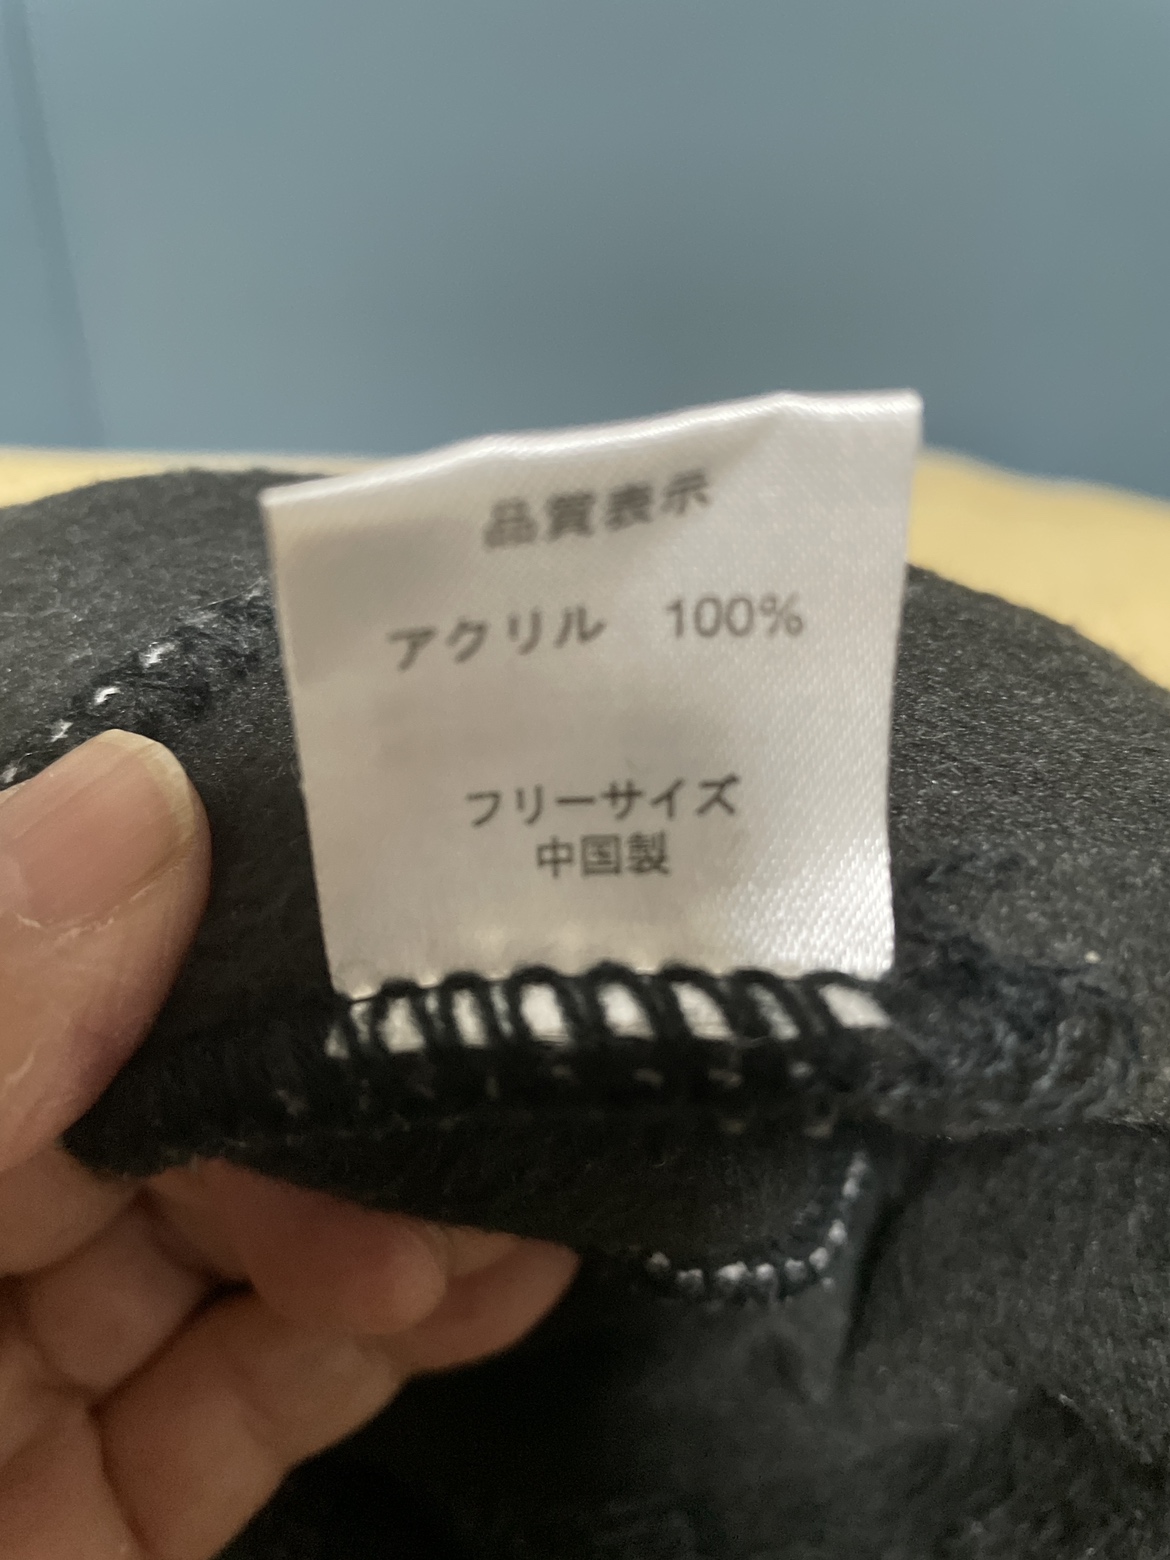 品質表示
アクリル 100%
フリーサイズ
中国製